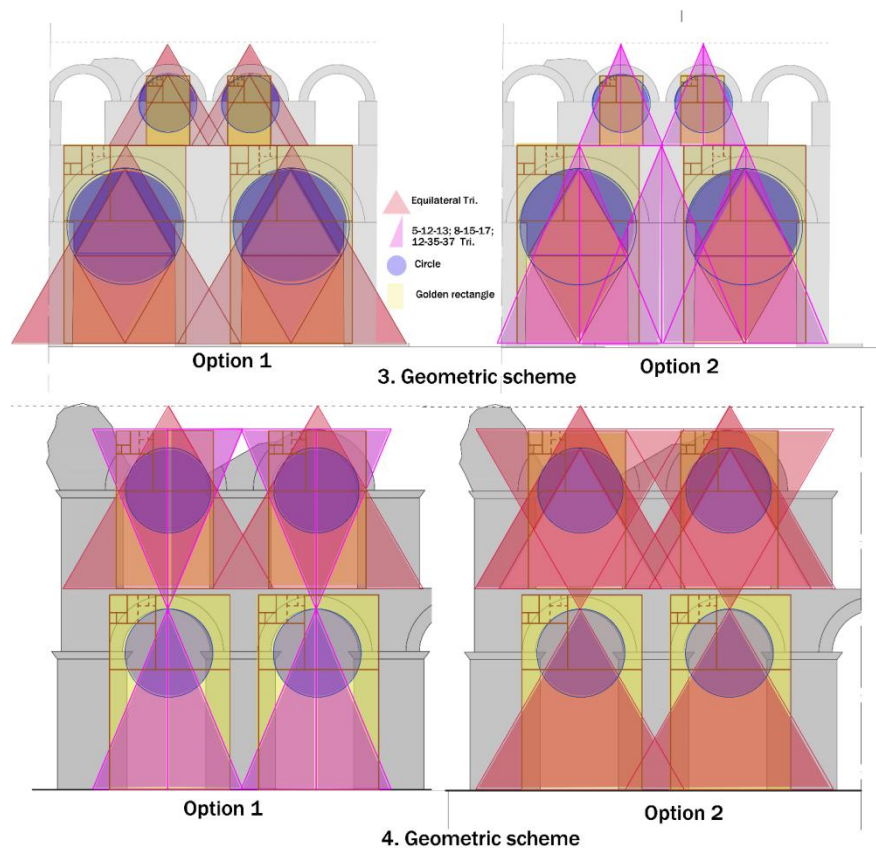 Equilateral Tri.
5-12-13; 8-15-17;
12-35-37 Tri.
Circle
Golden rectangle
Option 1
Option 2
3. Geometric scheme
Option 1
Option 2
4. Geometric scheme